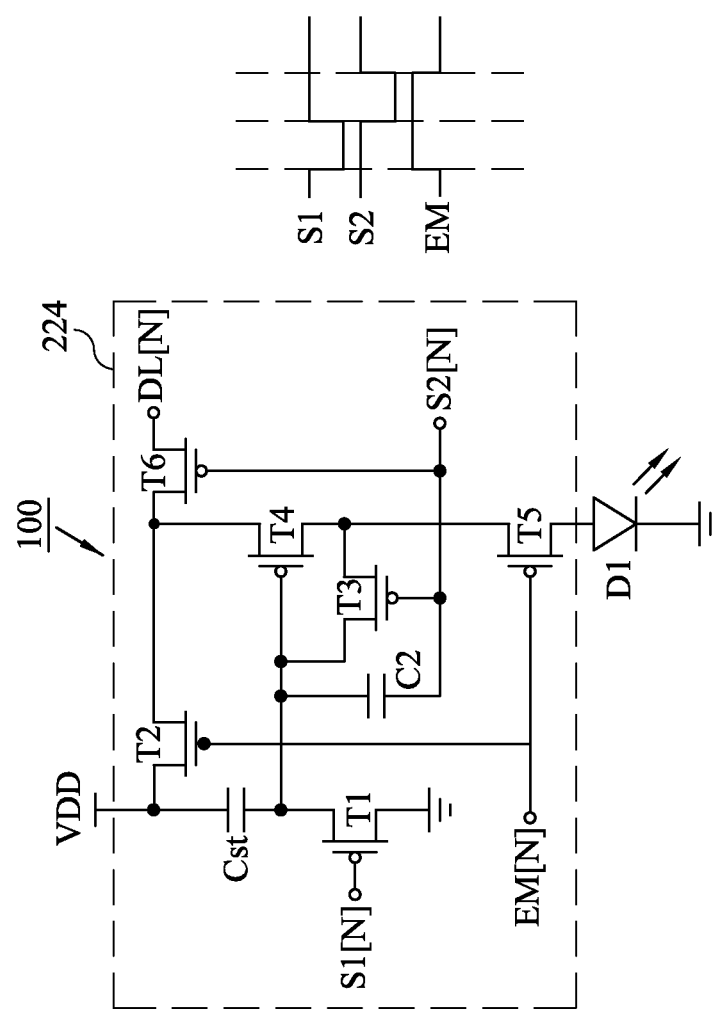 100
224
VDD
T2
T6
DL[N]
Cst
T4
T1
T3
C2
S1[N]
S2[N]
EM[N]
T5
D1
S1
S2
EM